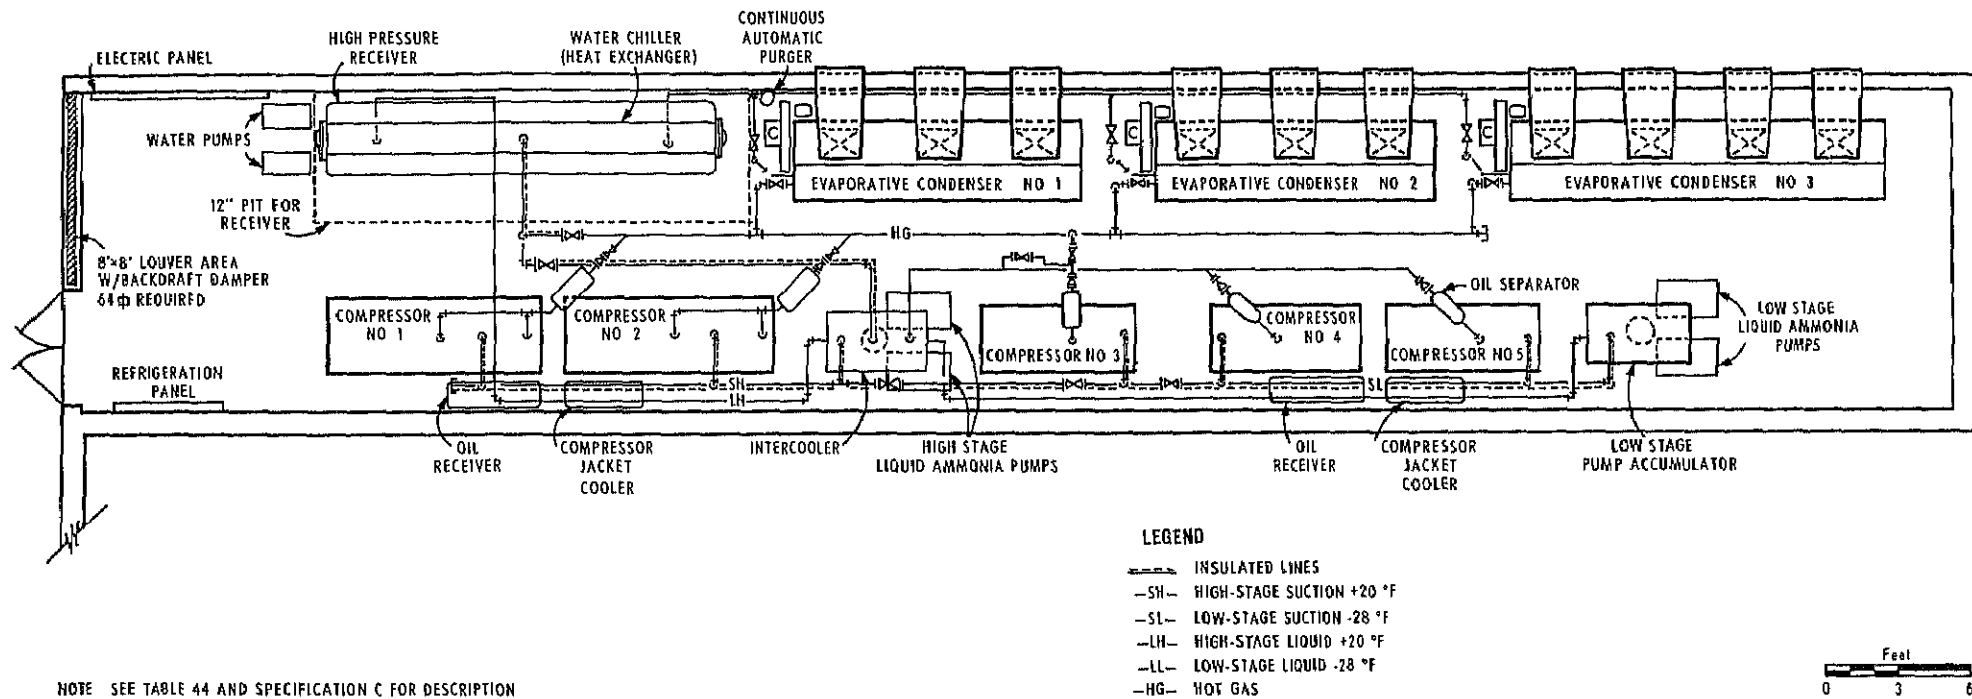 CONTINUOUS
AUTOMATIC
PURGER
HIGH PRESSURE
RECEIVER
WATER CHILLER
(HEAT EXCHANGER)
ELECTRIC PANEL
WATER PUMPS
C
C
C
EVAPORATIVE CONDENSER NO 1
EVAPORATIVE CONDENSER NO 2
EVAPORATIVE CONDENSER NO 3
12" PIT FOR
RECEIVER
HG
8'×8' LOUVER AREA
W/BACKDRAFT DAMPER
64 ф REQUIRED
OIL SEPARATOR
COMPRESSOR
NO 1
COMPRESSOR
NO 2
COMPRESSOR NO 3
COMPRESSOR
NO 4
COMPRESSOR NO 5
LOW STAGE
LIQUID AMMONIA
PUMPS
REFRIGERATION
PANEL
SH
LH
SL
OIL
RECEIVER
COMPRESSOR
JACKET
COOLER
INTERCOOLER
HIGH STAGE
LIQUID AMMONIA PUMPS
OIL
RECEIVER
COMPRESSOR
JACKET
COOLER
LOW STAGE
PUMP ACCUMULATOR
LEGEND
INSULATED LINES
—SH— HIGH-STAGE SUCTION +20 °F
—SL— LOW-STAGE SUCTION -28 °F
—LH— HIGH-STAGE LIQUID +20 °F
—LL— LOW-STAGE LIQUID -28 °F
—HG— HOT GAS
NOTE SEE TABLE 44 AND SPECIFICATION C FOR DESCRIPTION
Feet
0 3 6